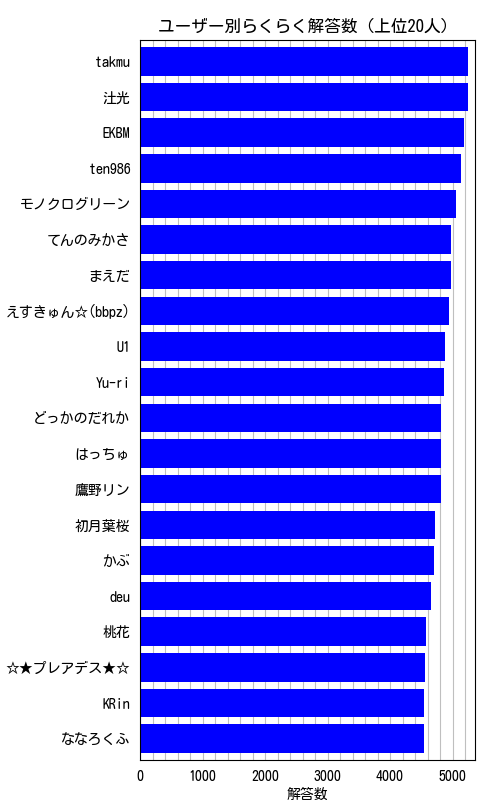 ユーザー別らくらく解答数（上位20人）
takmu
汢光
EKBM
ten986
モノクログリーン
てんのみかさ
まえだ
えすきゅん☆(bbpz)
U1
Yu-ri
どっかのだれか
はっちゅ
鷹野リン
初月葉桜
かぶ
deu
桃花
☆★プレアデス★☆
KRin
ななろくふ
0 1000 2000 3000 4000 5000
解答数